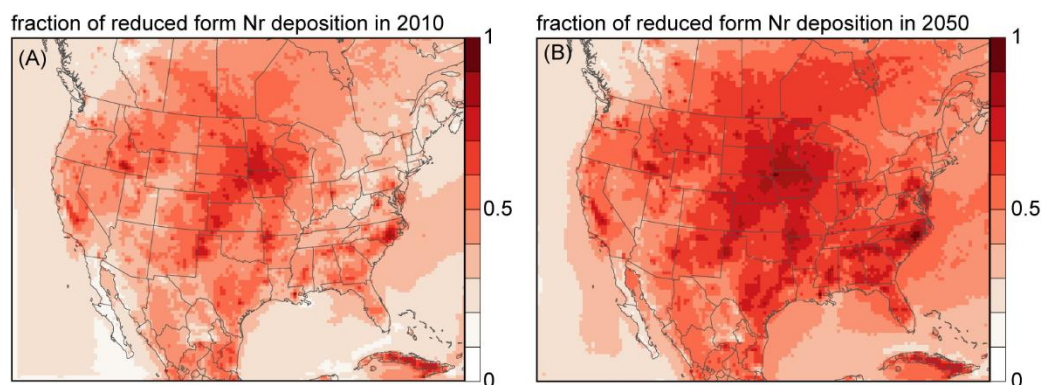 fraction of reduced form Nr deposition in 2010
(A)
1
0.5
0
fraction of reduced form Nr deposition in 2050
(B)
1
0.5
0